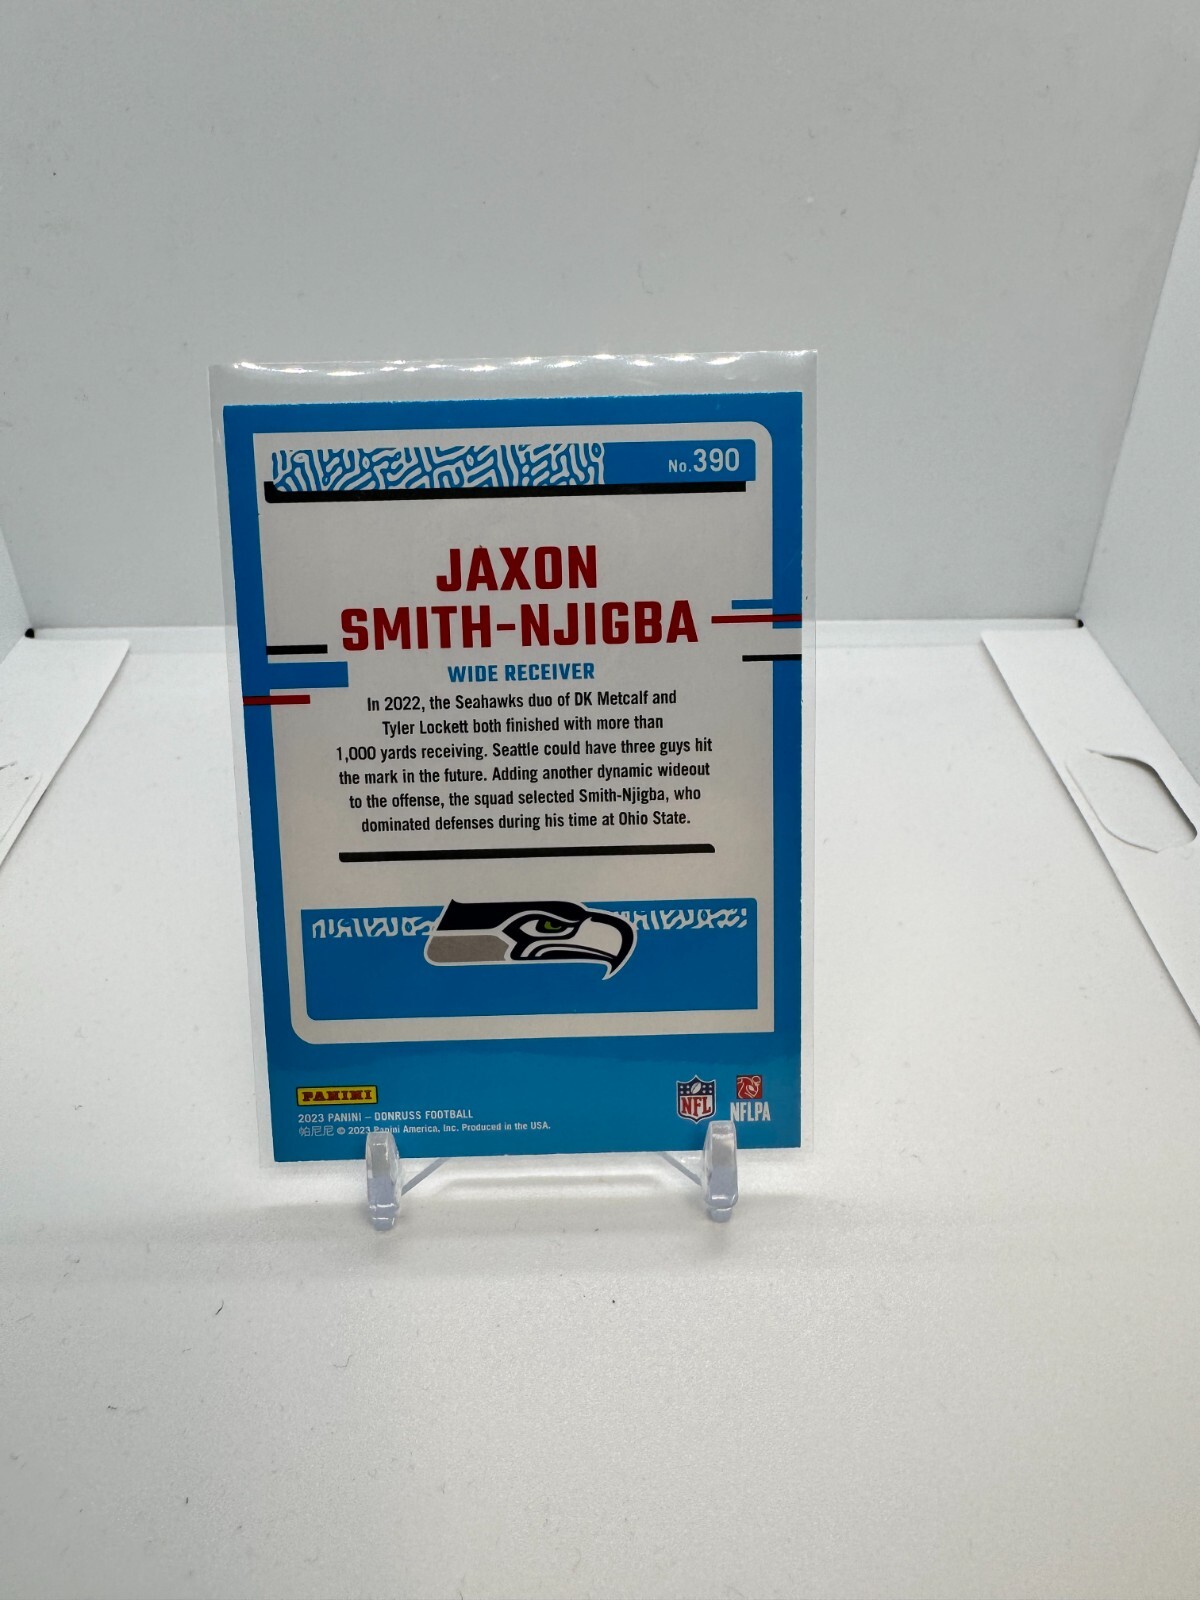 No.390
JAXON
SMITH-NJIGBA
WIDE RECEIVER
In 2022, the Seahawks duo of DK Metcalf and
Tyler Lockett both finished with more than
1,000 yards receiving. Seattle could have three guys hit
the mark in the future. Adding another dynamic wideout
to the offense, the squad selected Smith-Njigba, who
dominated defenses during his time at Ohio State.
PANINI
NFL
NFLPA
2023 PANINI – DONRUSS FOOTBALL
帕尼尼 © 2023 Panini America, Inc. Produced in the USA.